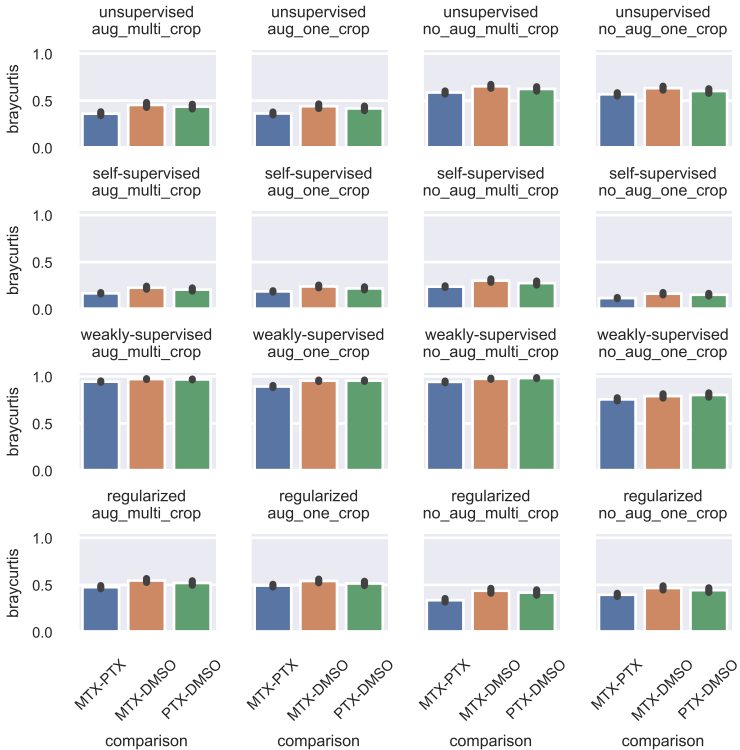 unsupervised
aug_multi_crop
unsupervised
aug_one_crop
unsupervised
no_aug_multi_crop
unsupervised
no_aug_one_crop
braycurtis
1.0
0.5
0.0
self-supervised
aug_multi_crop
self-supervised
aug_one_crop
self-supervised
no_aug_multi_crop
self-supervised
no_aug_one_crop
braycurtis
1.0
0.5
0.0
weakly-supervised
aug_multi_crop
weakly-supervised
aug_one_crop
weakly-supervised
no_aug_multi_crop
weakly-supervised
no_aug_one_crop
braycurtis
1.0
0.5
0.0
regularized
aug_multi_crop
regularized
aug_one_crop
regularized
no_aug_multi_crop
regularized
no_aug_one_crop
braycurtis
1.0
0.5
0.0
MTX-PTX
MTX-DMSO
PTX-DMSO
MTX-PTX
MTX-DMSO
PTX-DMSO
MTX-PTX
MTX-DMSO
PTX-DMSO
MTX-PTX
MTX-DMSO
PTX-DMSO
comparison
comparison
comparison
comparison